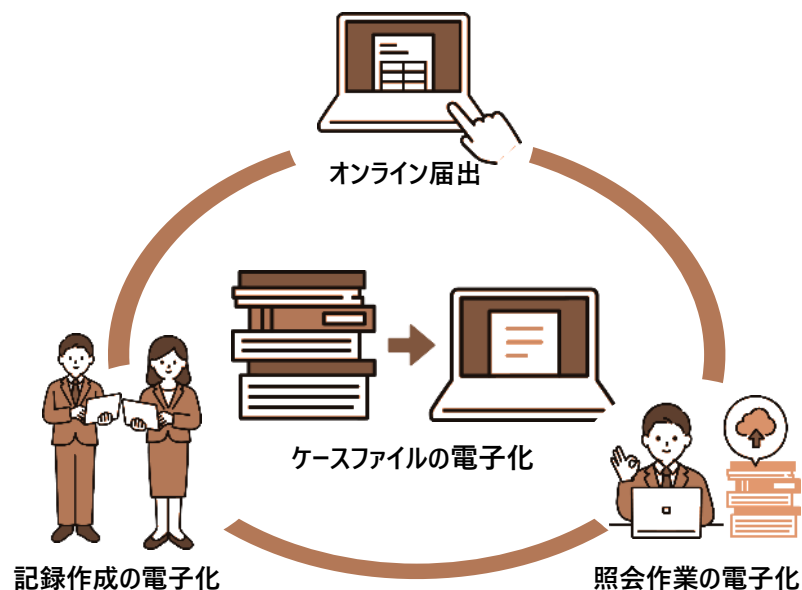 オンライン届出
ケースファイルの電子化
記録作成の電子化
照会作業の電子化